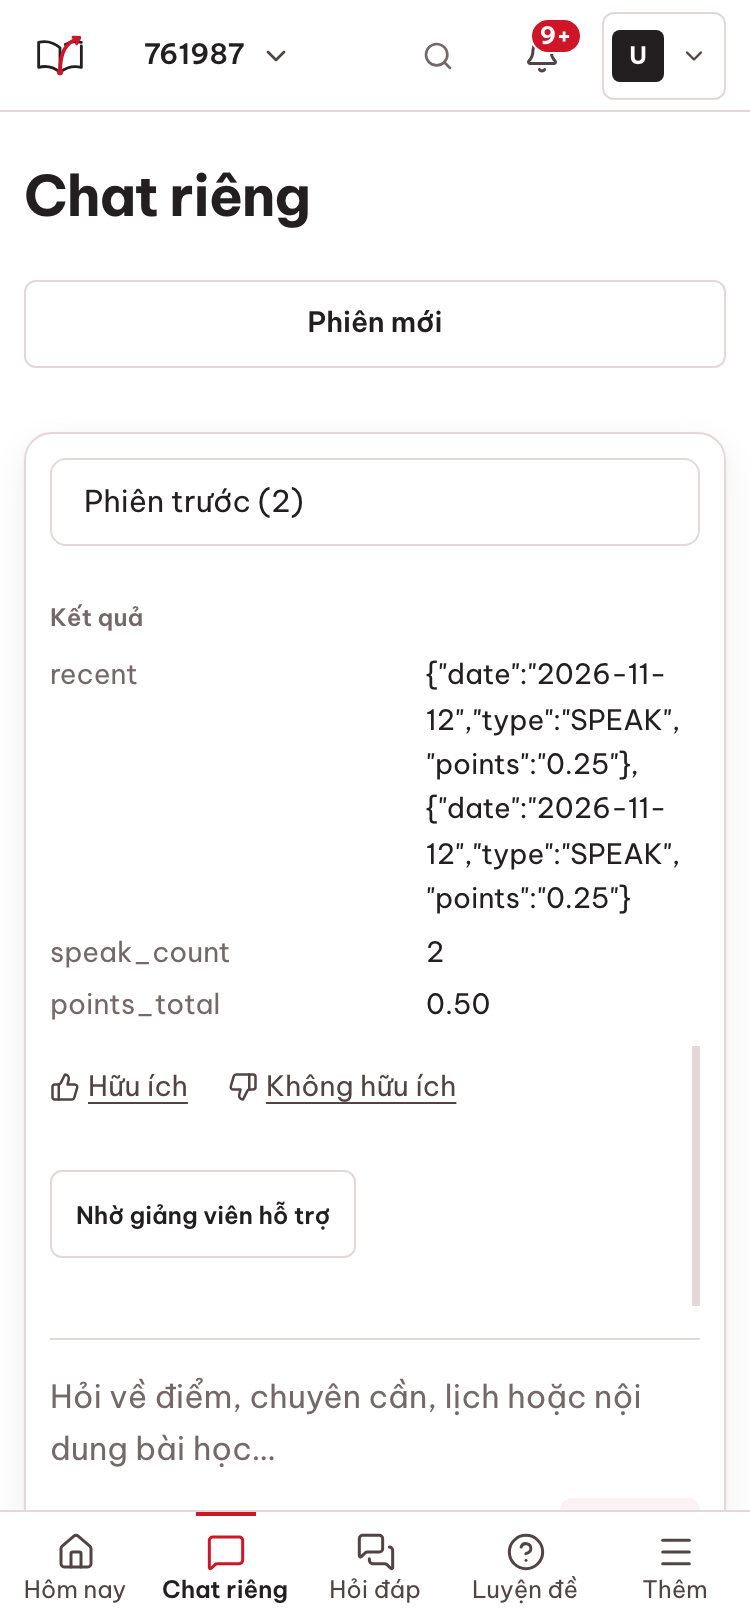 761987
9+
U
Chat riêng
Phiên mới
Phiên trước (2)
Kết quả
recent
{"date":"2026-11-
12","type":"SPEAK",
"points":"0.25"},
{"date":"2026-11-
12","type":"SPEAK",
"points":"0.25"}
speak_count 2
points_total 0.50
Hữu ích Không hữu ích
Nhờ giảng viên hỗ trợ
Hỏi về điểm, chuyên cần, lịch hoặc nội
dung bài học...
Hôm nay Chat riêng Hỏi đáp Luyện đề Thêm